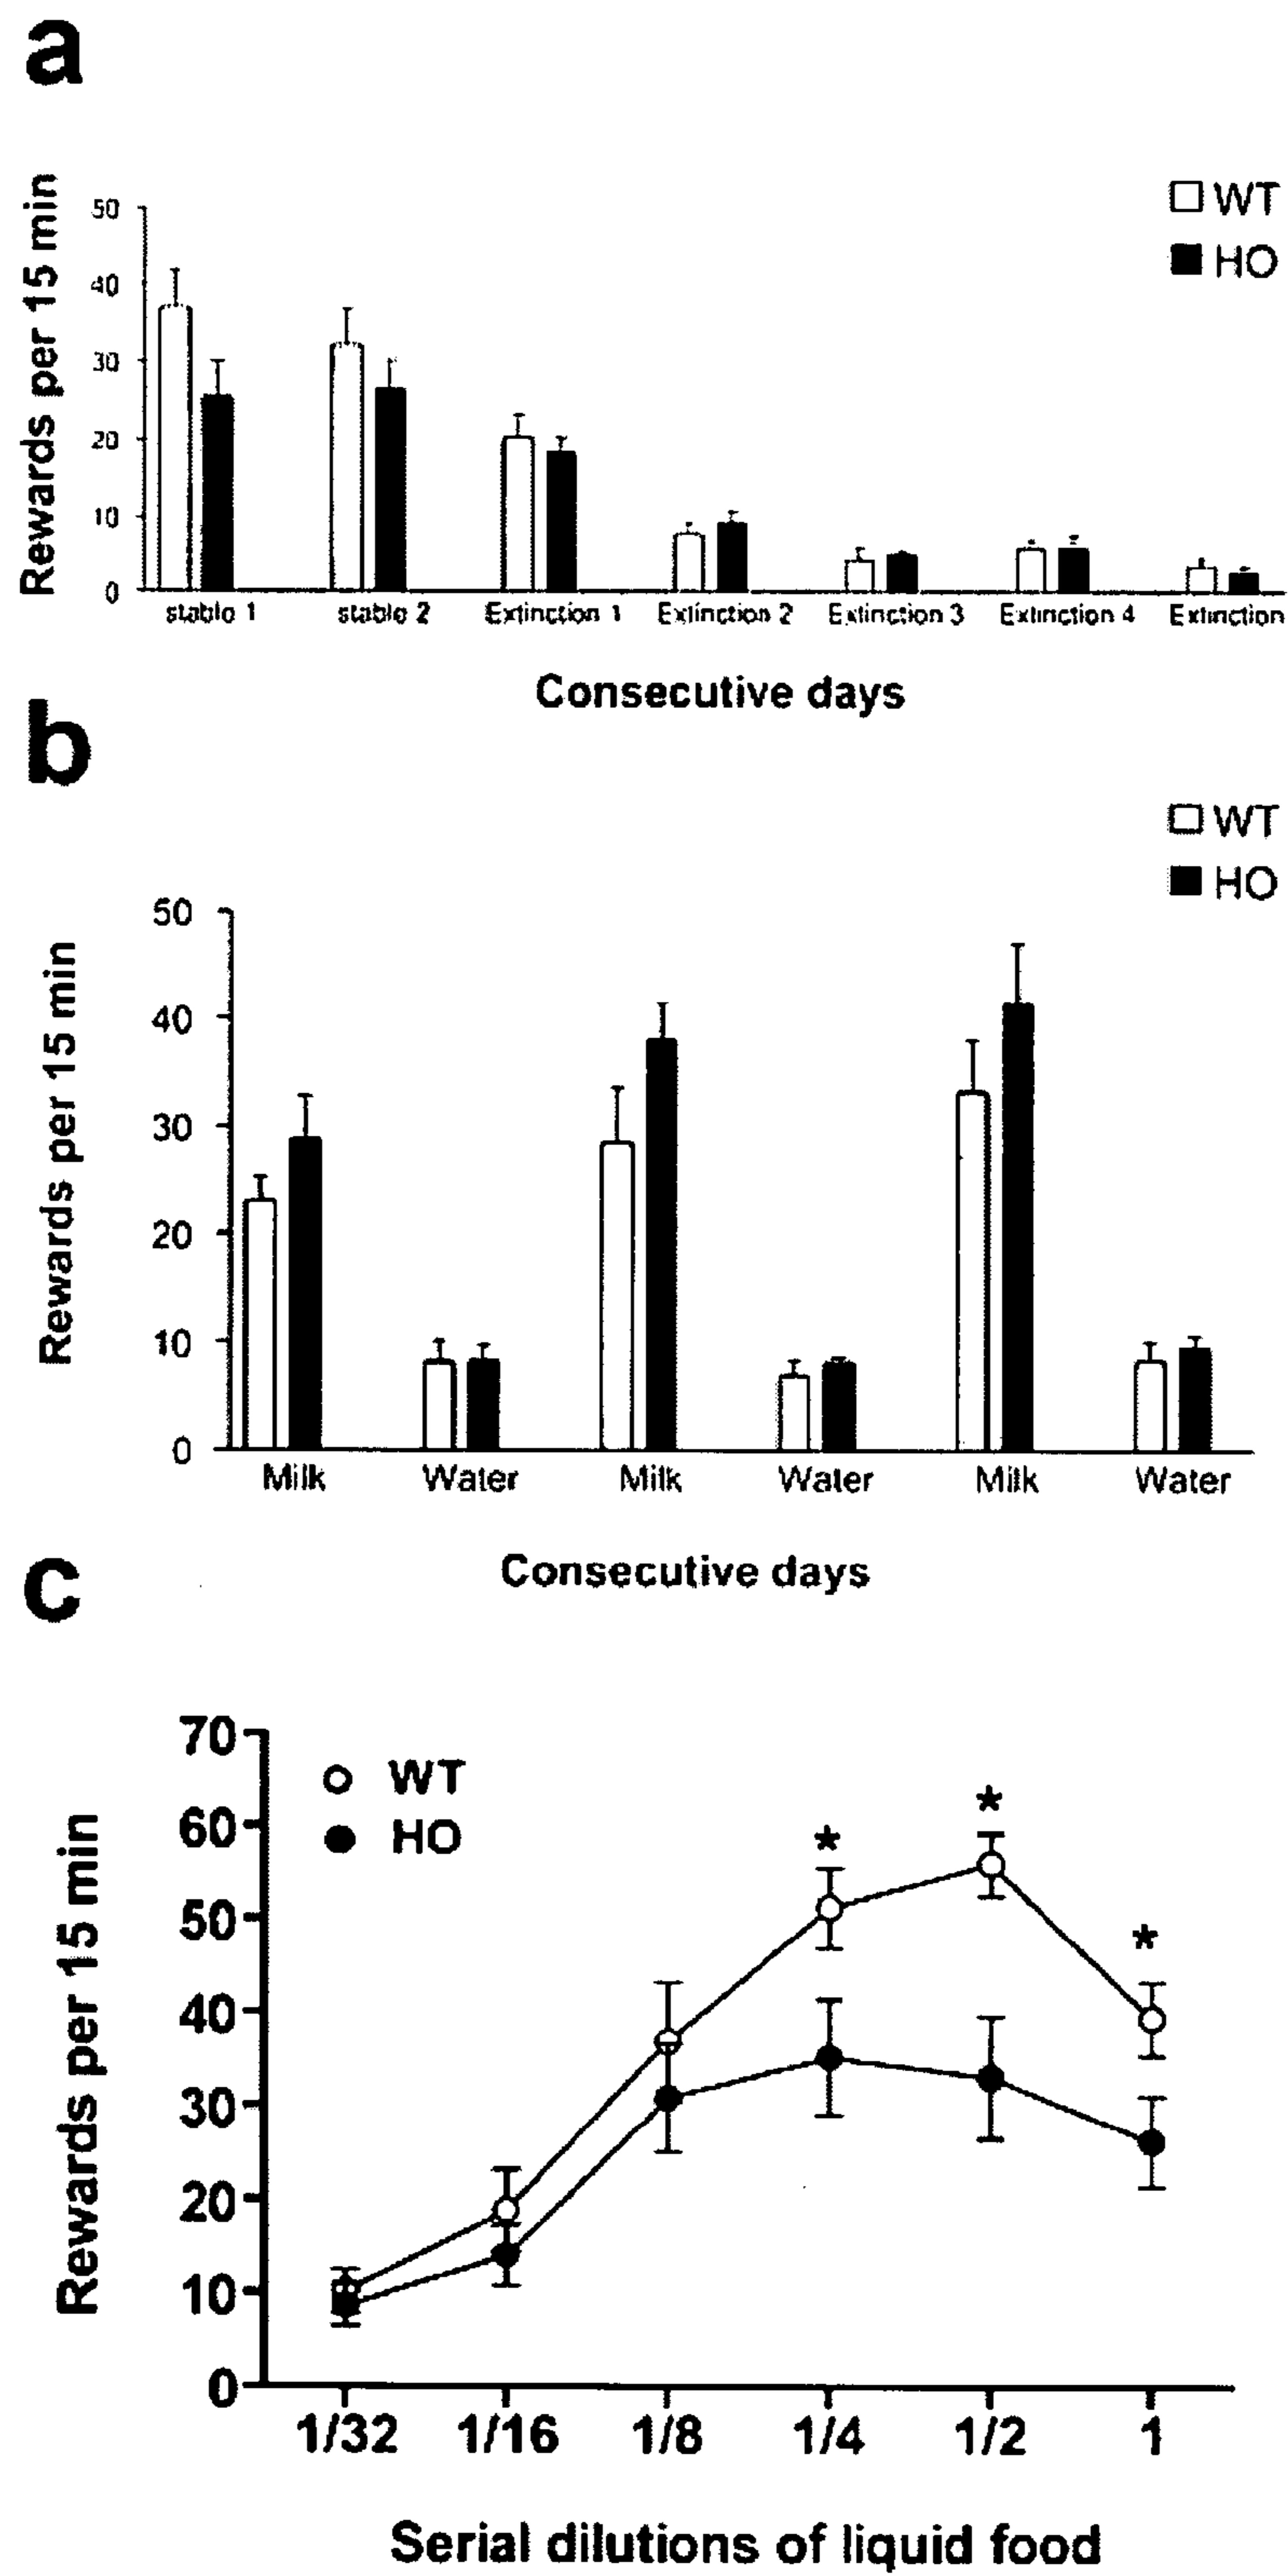 a
Rewards per 15 min
50
40
30
20
10
0
WT
HO
stable 1 stable 2 Extinction 1 Extinction 2 Extinction 3 Extinction 4 Extinction
Consecutive days
b
Rewards per 15 min
50
40
30
20
10
0
WT
HO
Milk Water Milk Water Milk Water
Consecutive days
c
Rewards per 15 min
70
60
50
40
30
20
10
0
WT
HO
* * *
1/32 1/16 1/8 1/4 1/2 1
Serial dilutions of liquid food